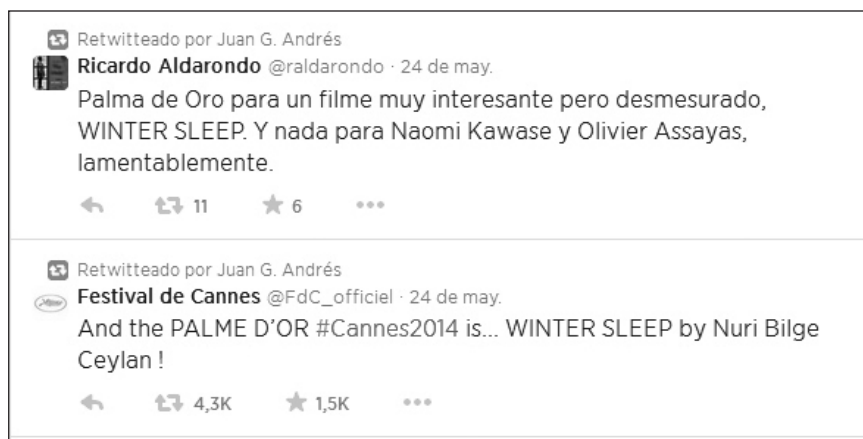 Retwitteado por Juan G. Andrés
Ricardo Aldarondo @raldarondo · 24 de may.
Palma de Oro para un filme muy interesante pero desmesurado,
WINTER SLEEP. Y nada para Naomi Kawase y Olivier Assayas,
lamentablemente.
11 6
Retwitteado por Juan G. Andrés
Festival de Cannes @FdC_officiel · 24 de may.
And the PALME D'OR #Cannes2014 is... WINTER SLEEP by Nuri Bilge
Ceylan !
4,3K 1,5K